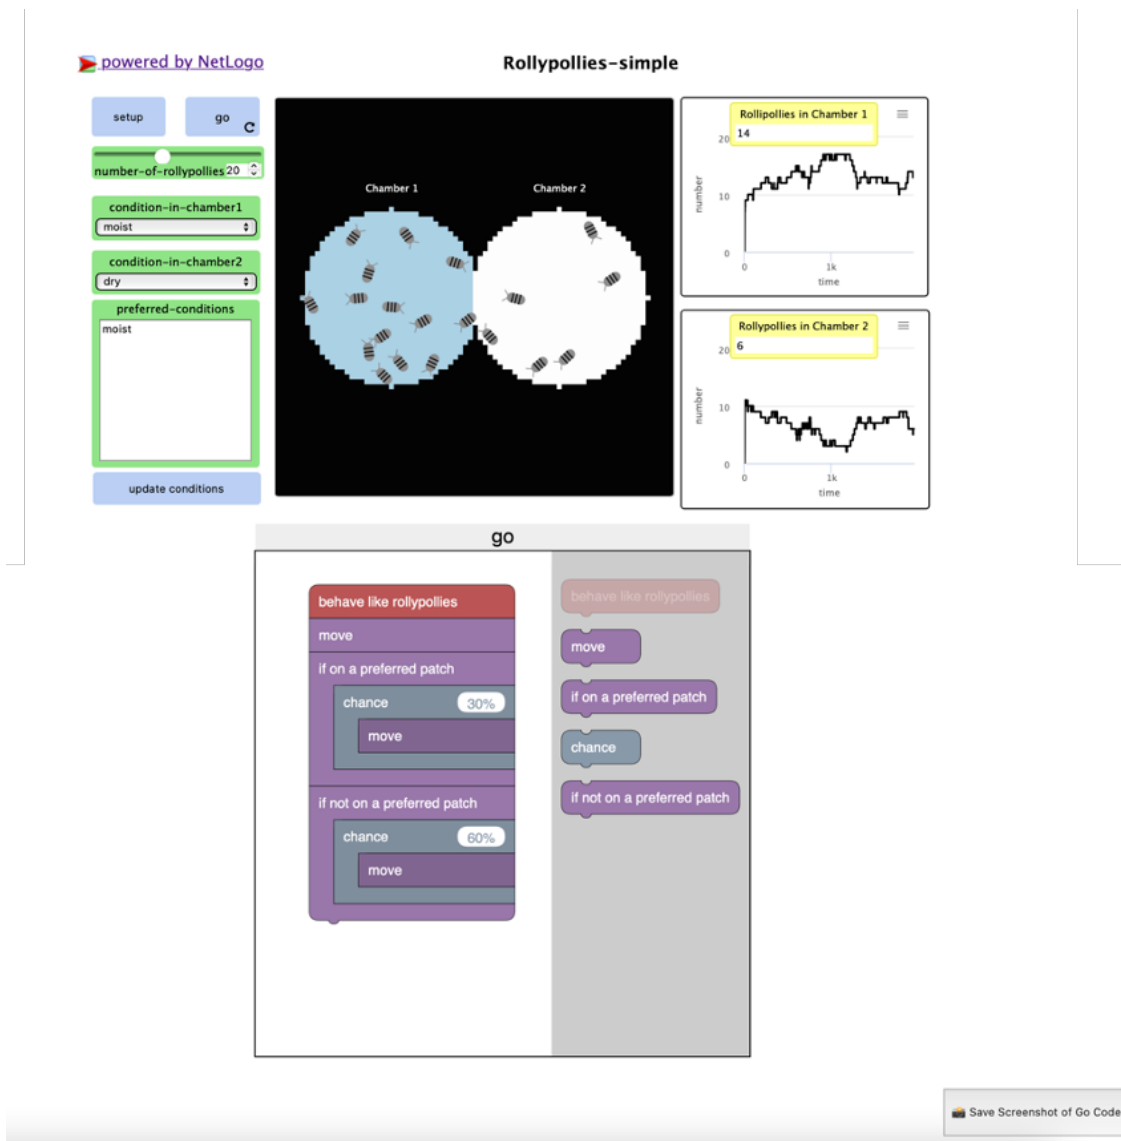 powered by NetLogo
Rollypollies-simple
setup
go
number-of-rollypollies 20
condition-in-chamber1
moist
condition-in-chamber2
dry
preferred-conditions
moist
update conditions
Chamber 1
Chamber 2
Rollipollies in Chamber 1
14
20
10
0
number
0
1k
time
Rollypollies in Chamber 2
6
20
10
0
number
0
1k
time
go
behave like rollypollies
move
if on a preferred patch
chance 30%
move
if not on a preferred patch
chance 60%
move
behave like rollypollies
move
if on a preferred patch
chance
if not on a preferred patch
Save Screenshot of Go Code